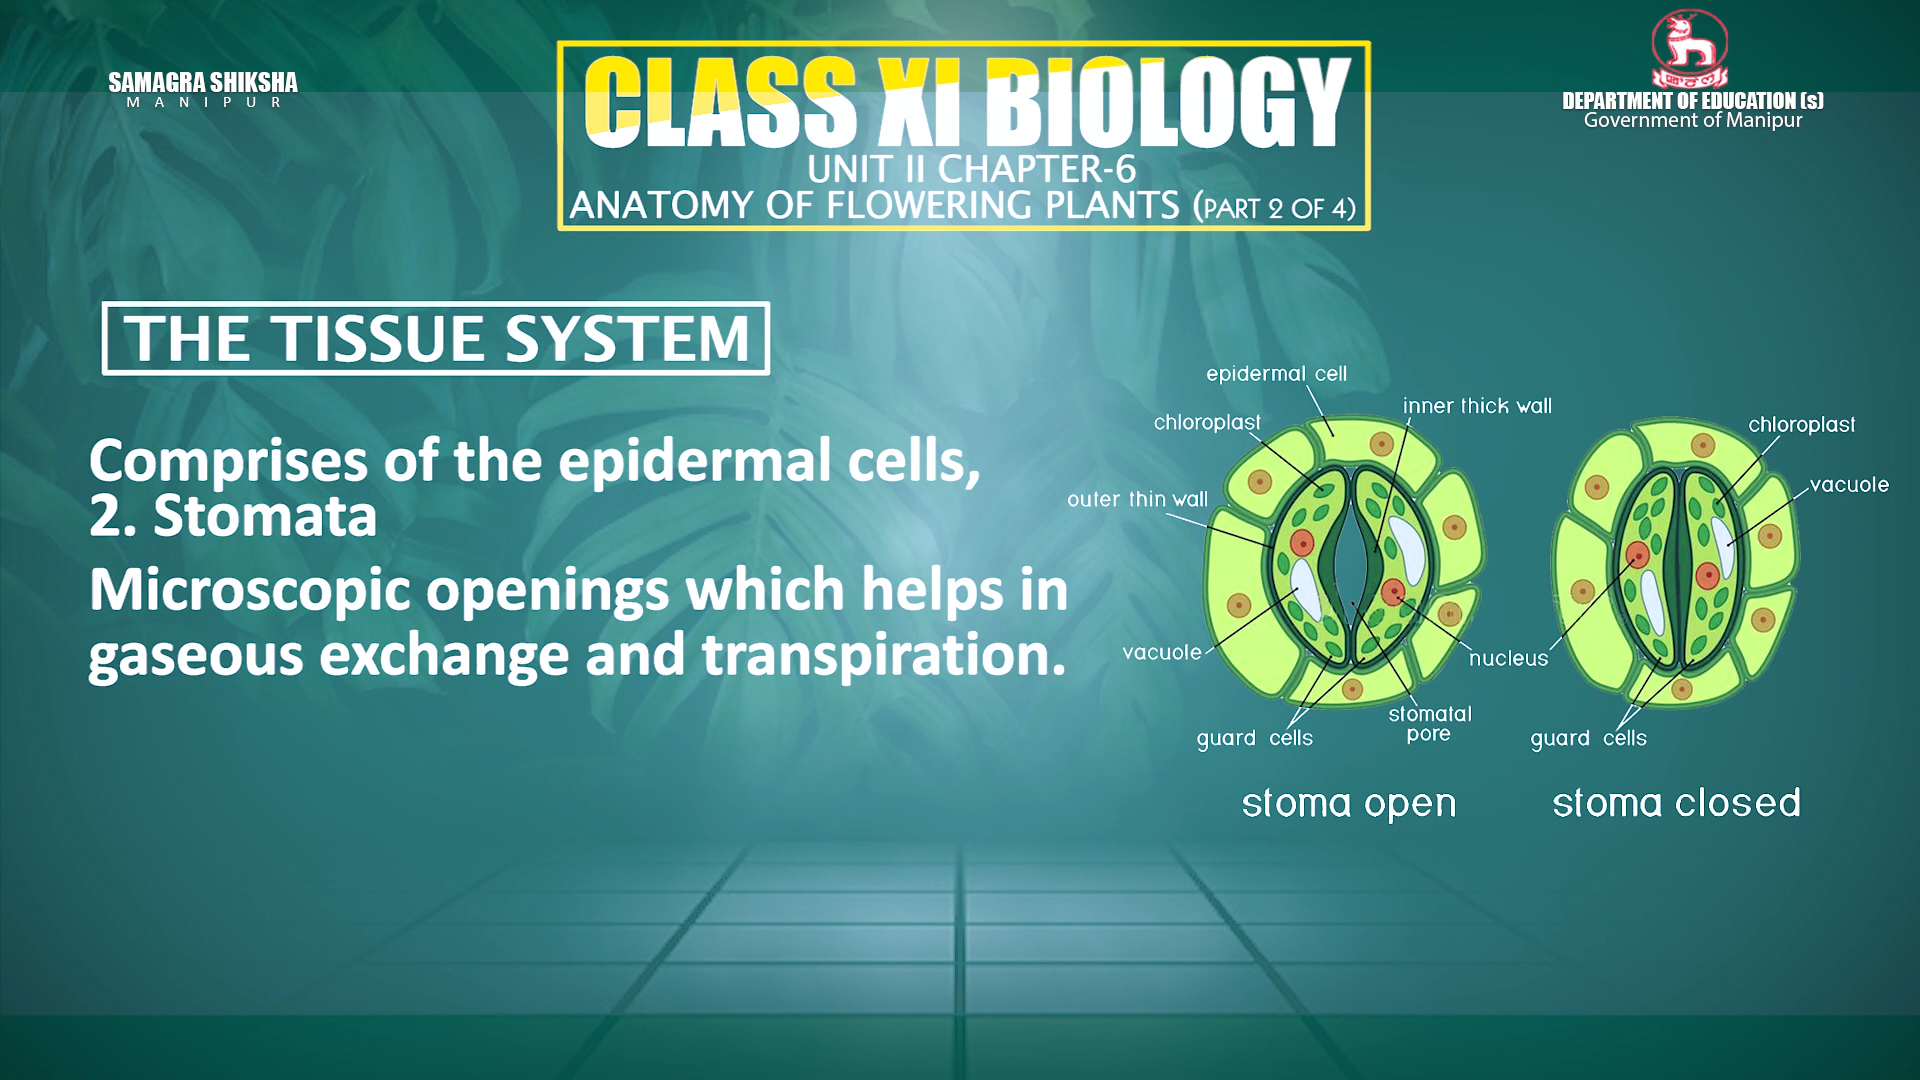 SAMAGRA SHIKSHA
MANIPUR
CLASS XI BIOLOGY
UNIT II CHAPTER-6
ANATOMY OF FLOWERING PLANTS (PART 2 OF 4)
DEPARTMENT OF EDUCATION (s)
Government of Manipur
THE TISSUE SYSTEM
Comprises of the epidermal cells,
2. Stomata
Microscopic openings which helps in
gaseous exchange and transpiration.
epidermal cell
inner thick wall
chloroplast
outer thin wall
vacuole
guard cells
stomatal
pore
nucleus
stoma open
chloroplast
vacuole
guard cells
stoma closed